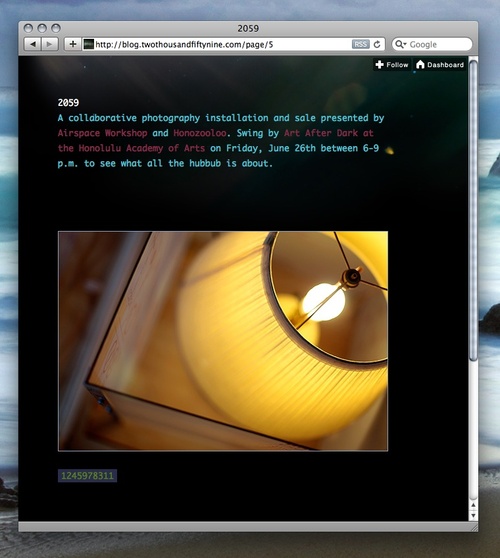 2059
http://blog.twothousandfiftynine.com/page/5
RSS
Google
Follow
Dashboard
2059
A collaborative photography installation and sale presented by
Airspace Workshop and Honozooloo. Swing by Art After Dark at
the Honolulu Academy of Arts on Friday, June 26th between 6-9
p.m. to see what all the hubbub is about.
1245978311